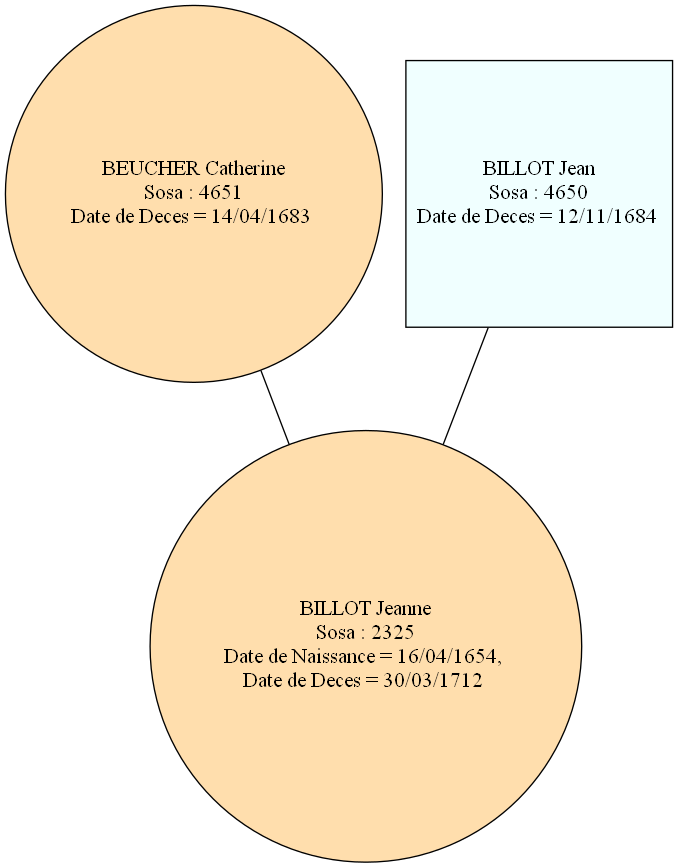 BEUCHER Catherine
Sosa : 4651
Date de Deces = 14/04/1683
BILLOT Jean
Sosa : 4650
Date de Deces = 12/11/1684
BILLOT Jeanne
Sosa : 2325
Date de Naissance = 16/04/1654,
Date de Deces = 30/03/1712